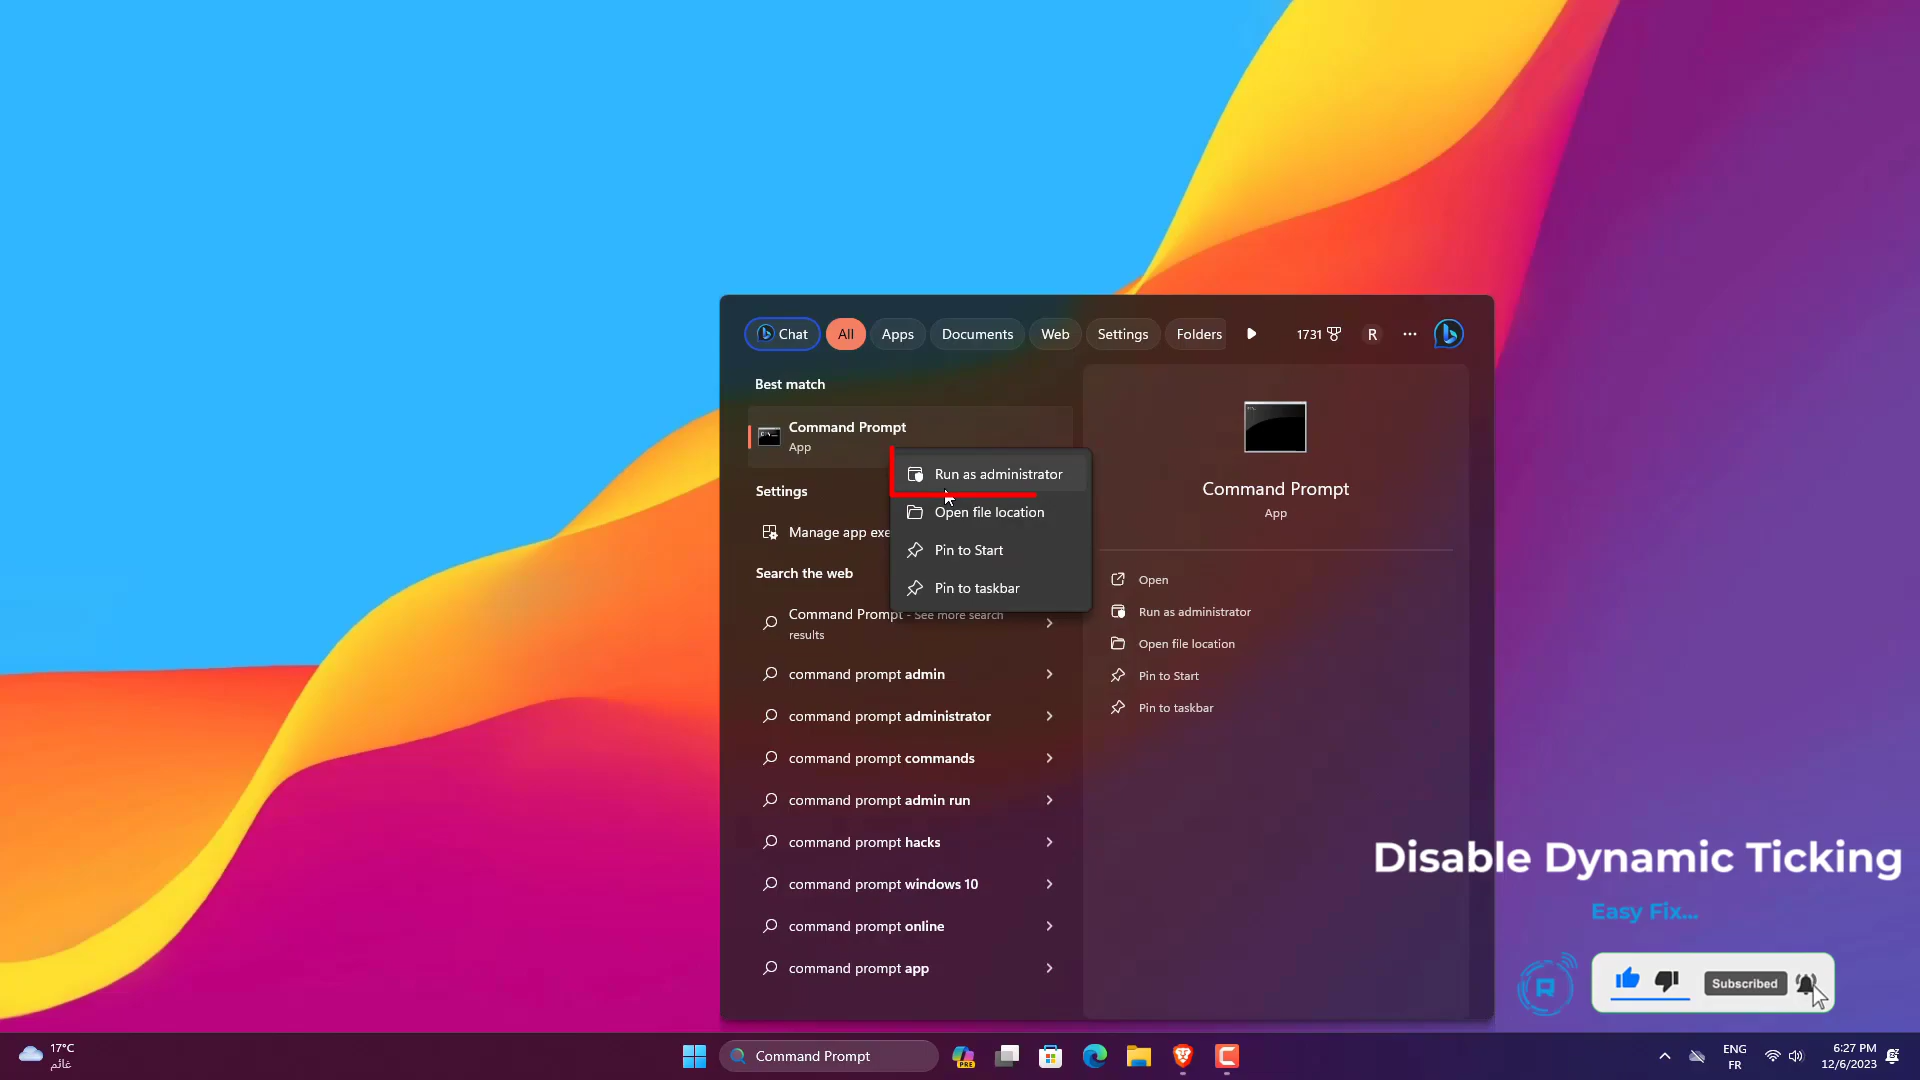 Chat
All
Apps
Documents
Web
Settings
Folders
1731
R
Best match
Command Prompt
App
Settings
Manage app exe
Search the web
Command Prompt - See more search
results
command prompt admin
command prompt administrator
command prompt commands
command prompt admin run
command prompt hacks
command prompt windows 10
command prompt online
command prompt app
Run as administrator
Open file location
Pin to Start
Pin to taskbar
Command Prompt
App
Open
Run as administrator
Open file location
Pin to Start
Pin to taskbar
Disable Dynamic Ticking
Easy Fix...
R
Subscribed
17°C
غائم
Command Prompt
PRE
ENG
FR
6:27 PM
12/6/2023